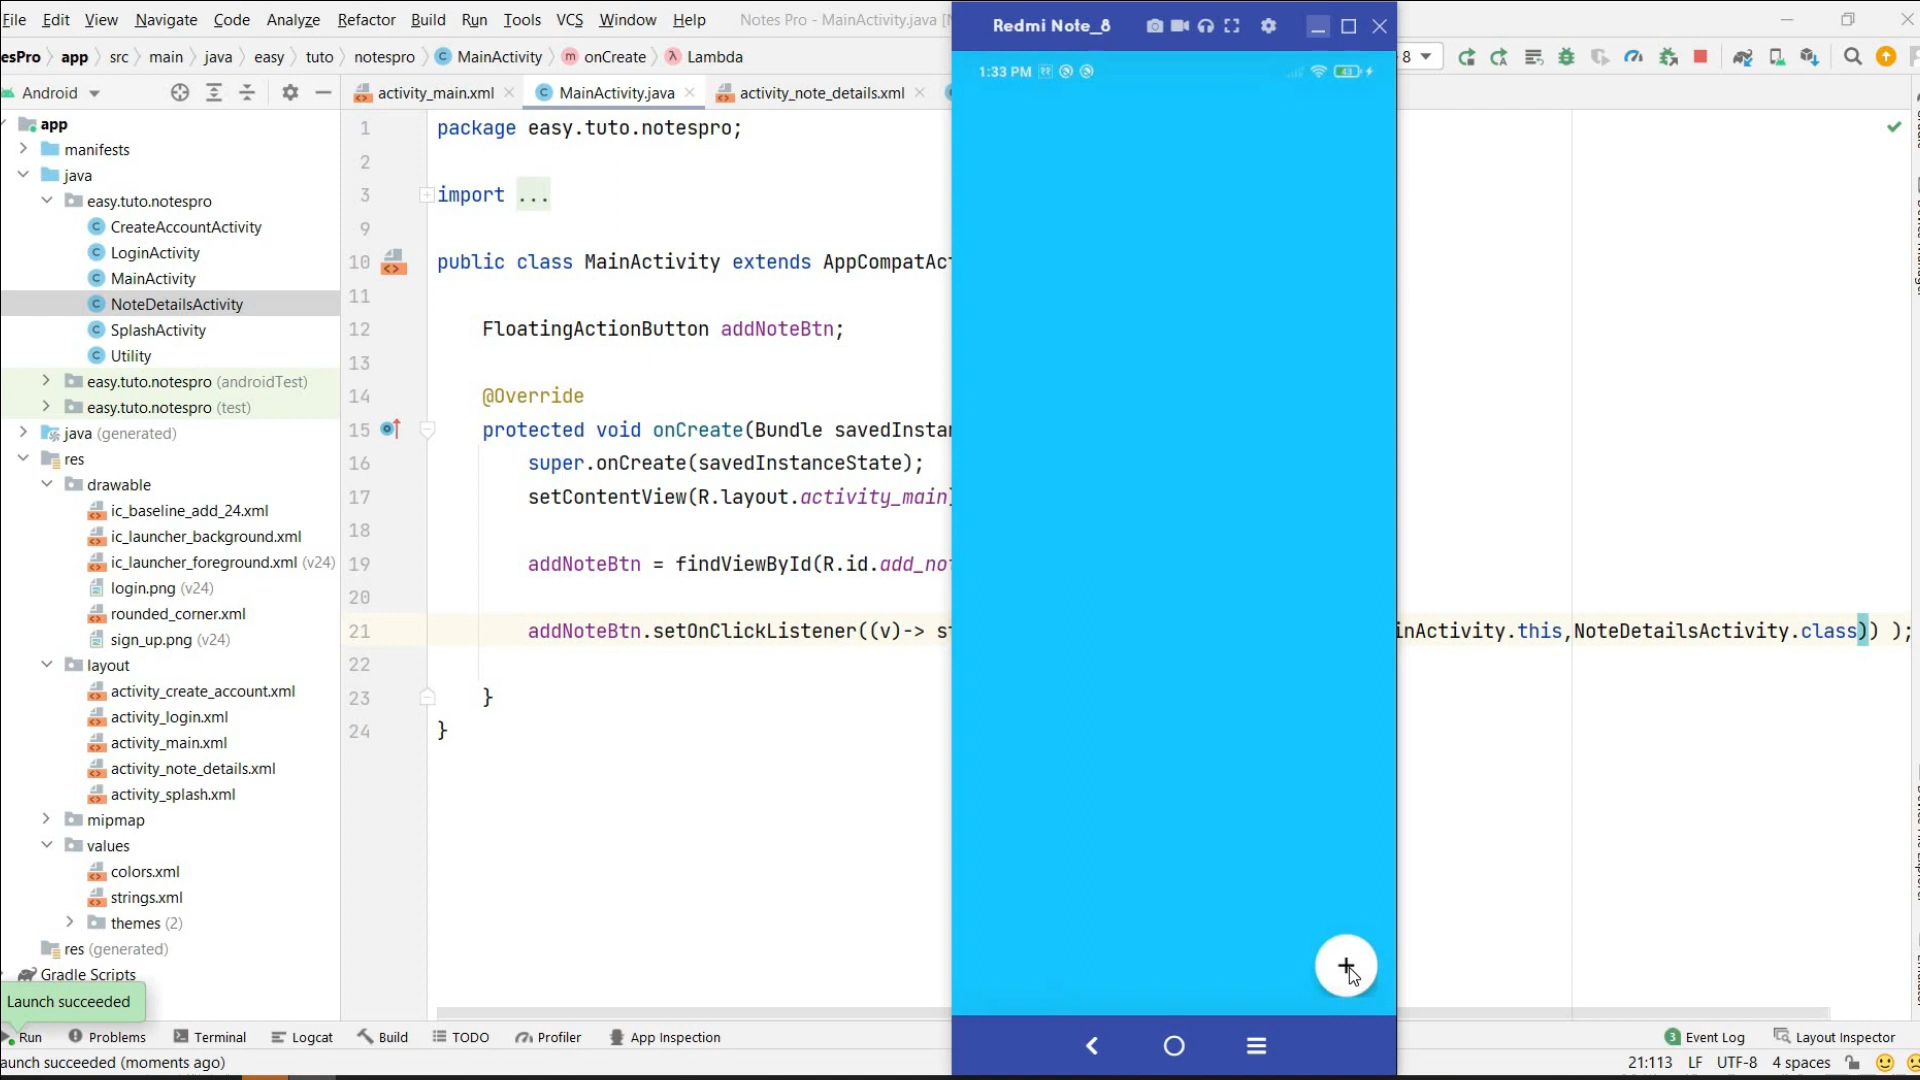 File Edit View Navigate Code Analyze Refactor Build Run Tools VCS Window Help Notes Pro - MainActivity.java
Redmi Note_8
esPro app src main java easy tuto notespro MainActivity onCreate Lambda
8
Android
activity_main.xml MainActivity.java activity_note_details.xml
1:33 PM 43
app
manifests
java
easy.tuto.notespro
CreateAccountActivity
LoginActivity
MainActivity
NoteDetailsActivity
SplashActivity
Utility
easy.tuto.notespro (androidTest)
easy.tuto.notespro (test)
java (generated)
res
drawable
ic_baseline_add_24.xml
ic_launcher_background.xml
ic_launcher_foreground.xml (v24)
login.png (v24)
rounded_corner.xml
sign_up.png (v24)
layout
activity_create_account.xml
activity_login.xml
activity_main.xml
activity_note_details.xml
activity_splash.xml
mipmap
values
colors.xml
strings.xml
themes (2)
res (generated)
Gradle Scripts
Launch succeeded
1 package easy.tuto.notespro;
2
3 import ...
9
10 public class MainActivity extends AppCompatAct
11
12 FloatingActionButton addNoteBtn;
13
14 @Override
15 protected void onCreate(Bundle savedInstan
16 super.onCreate(savedInstanceState);
17 setContentView(R.layout.activity_main)
18
19 addNoteBtn = findViewById(R.id.add_not
20
21 addNoteBtn.setOnClickListener((v)-> st inActivity.this,NoteDetailsActivity.class)) );
22
23 }
24 }
Run Problems Terminal Logcat Build TODO Profiler App Inspection 3 Event Log Layout Inspector
aunch succeeded (moments ago) 21:113 LF UTF-8 4 spaces